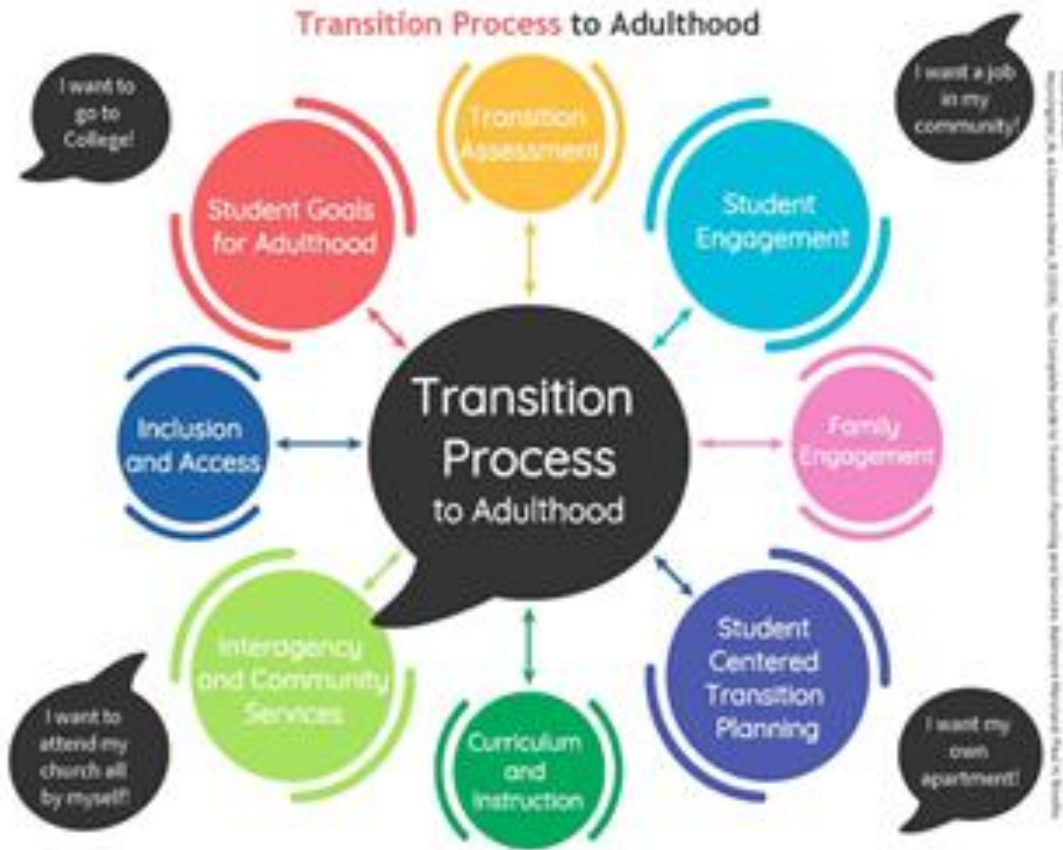 Transition Process to Adulthood
I want to
go to
College!
Transition
Assessment
I want a job
in my
community!
Student Goals
for Adulthood
Student
Engagement
Inclusion
and Access
Transition
Process
to Adulthood
Family
Engagement
Interagency
and Community
Services
Student
Centered
Transition
Planning
Curriculum
and
Instruction
I want to
attend my
church all
by myself!
I want my
own
apartment!